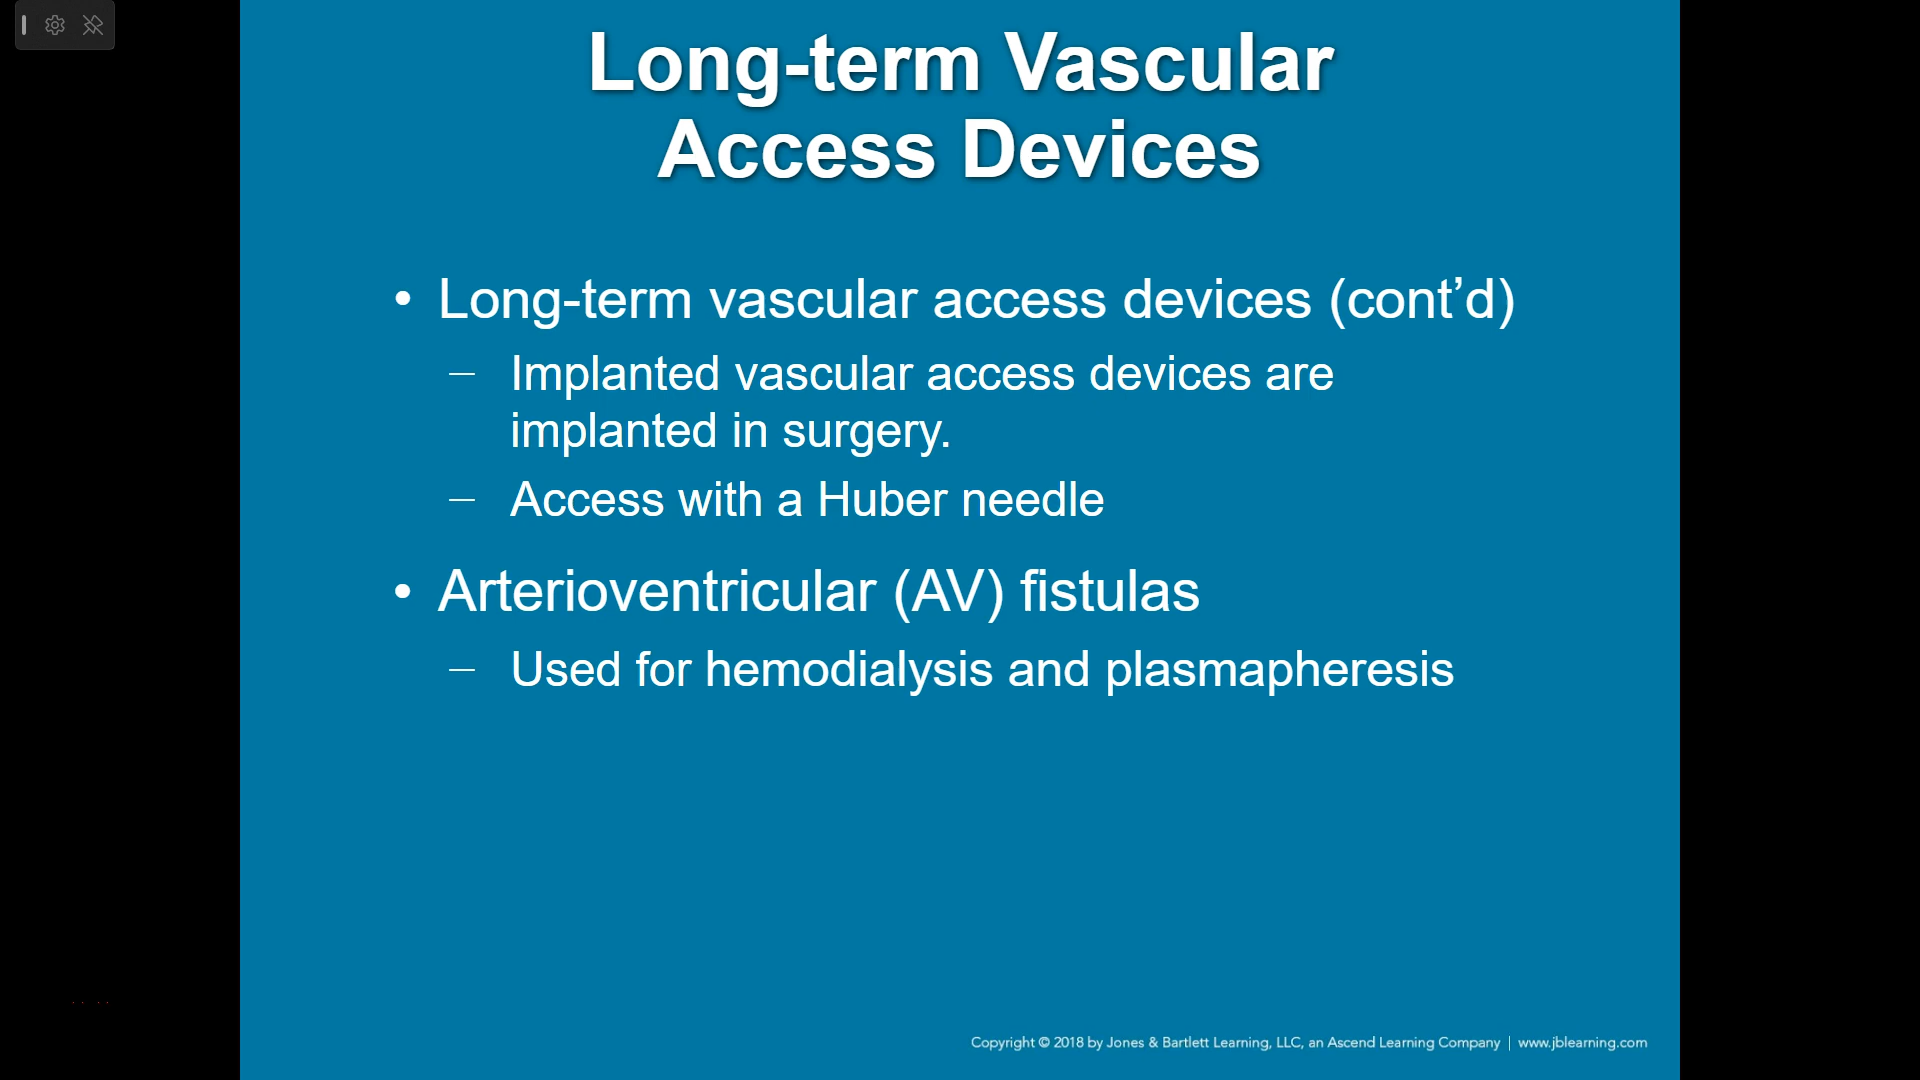 Long-term Vascular
Access Devices
• Long-term vascular access devices (cont’d)
– Implanted vascular access devices are
implanted in surgery.
– Access with a Huber needle
• Arterioventricular (AV) fistulas
– Used for hemodialysis and plasmapheresis
Copyright © 2018 by Jones & Bartlett Learning, LLC, an Ascend Learning Company | www.jblearning.com